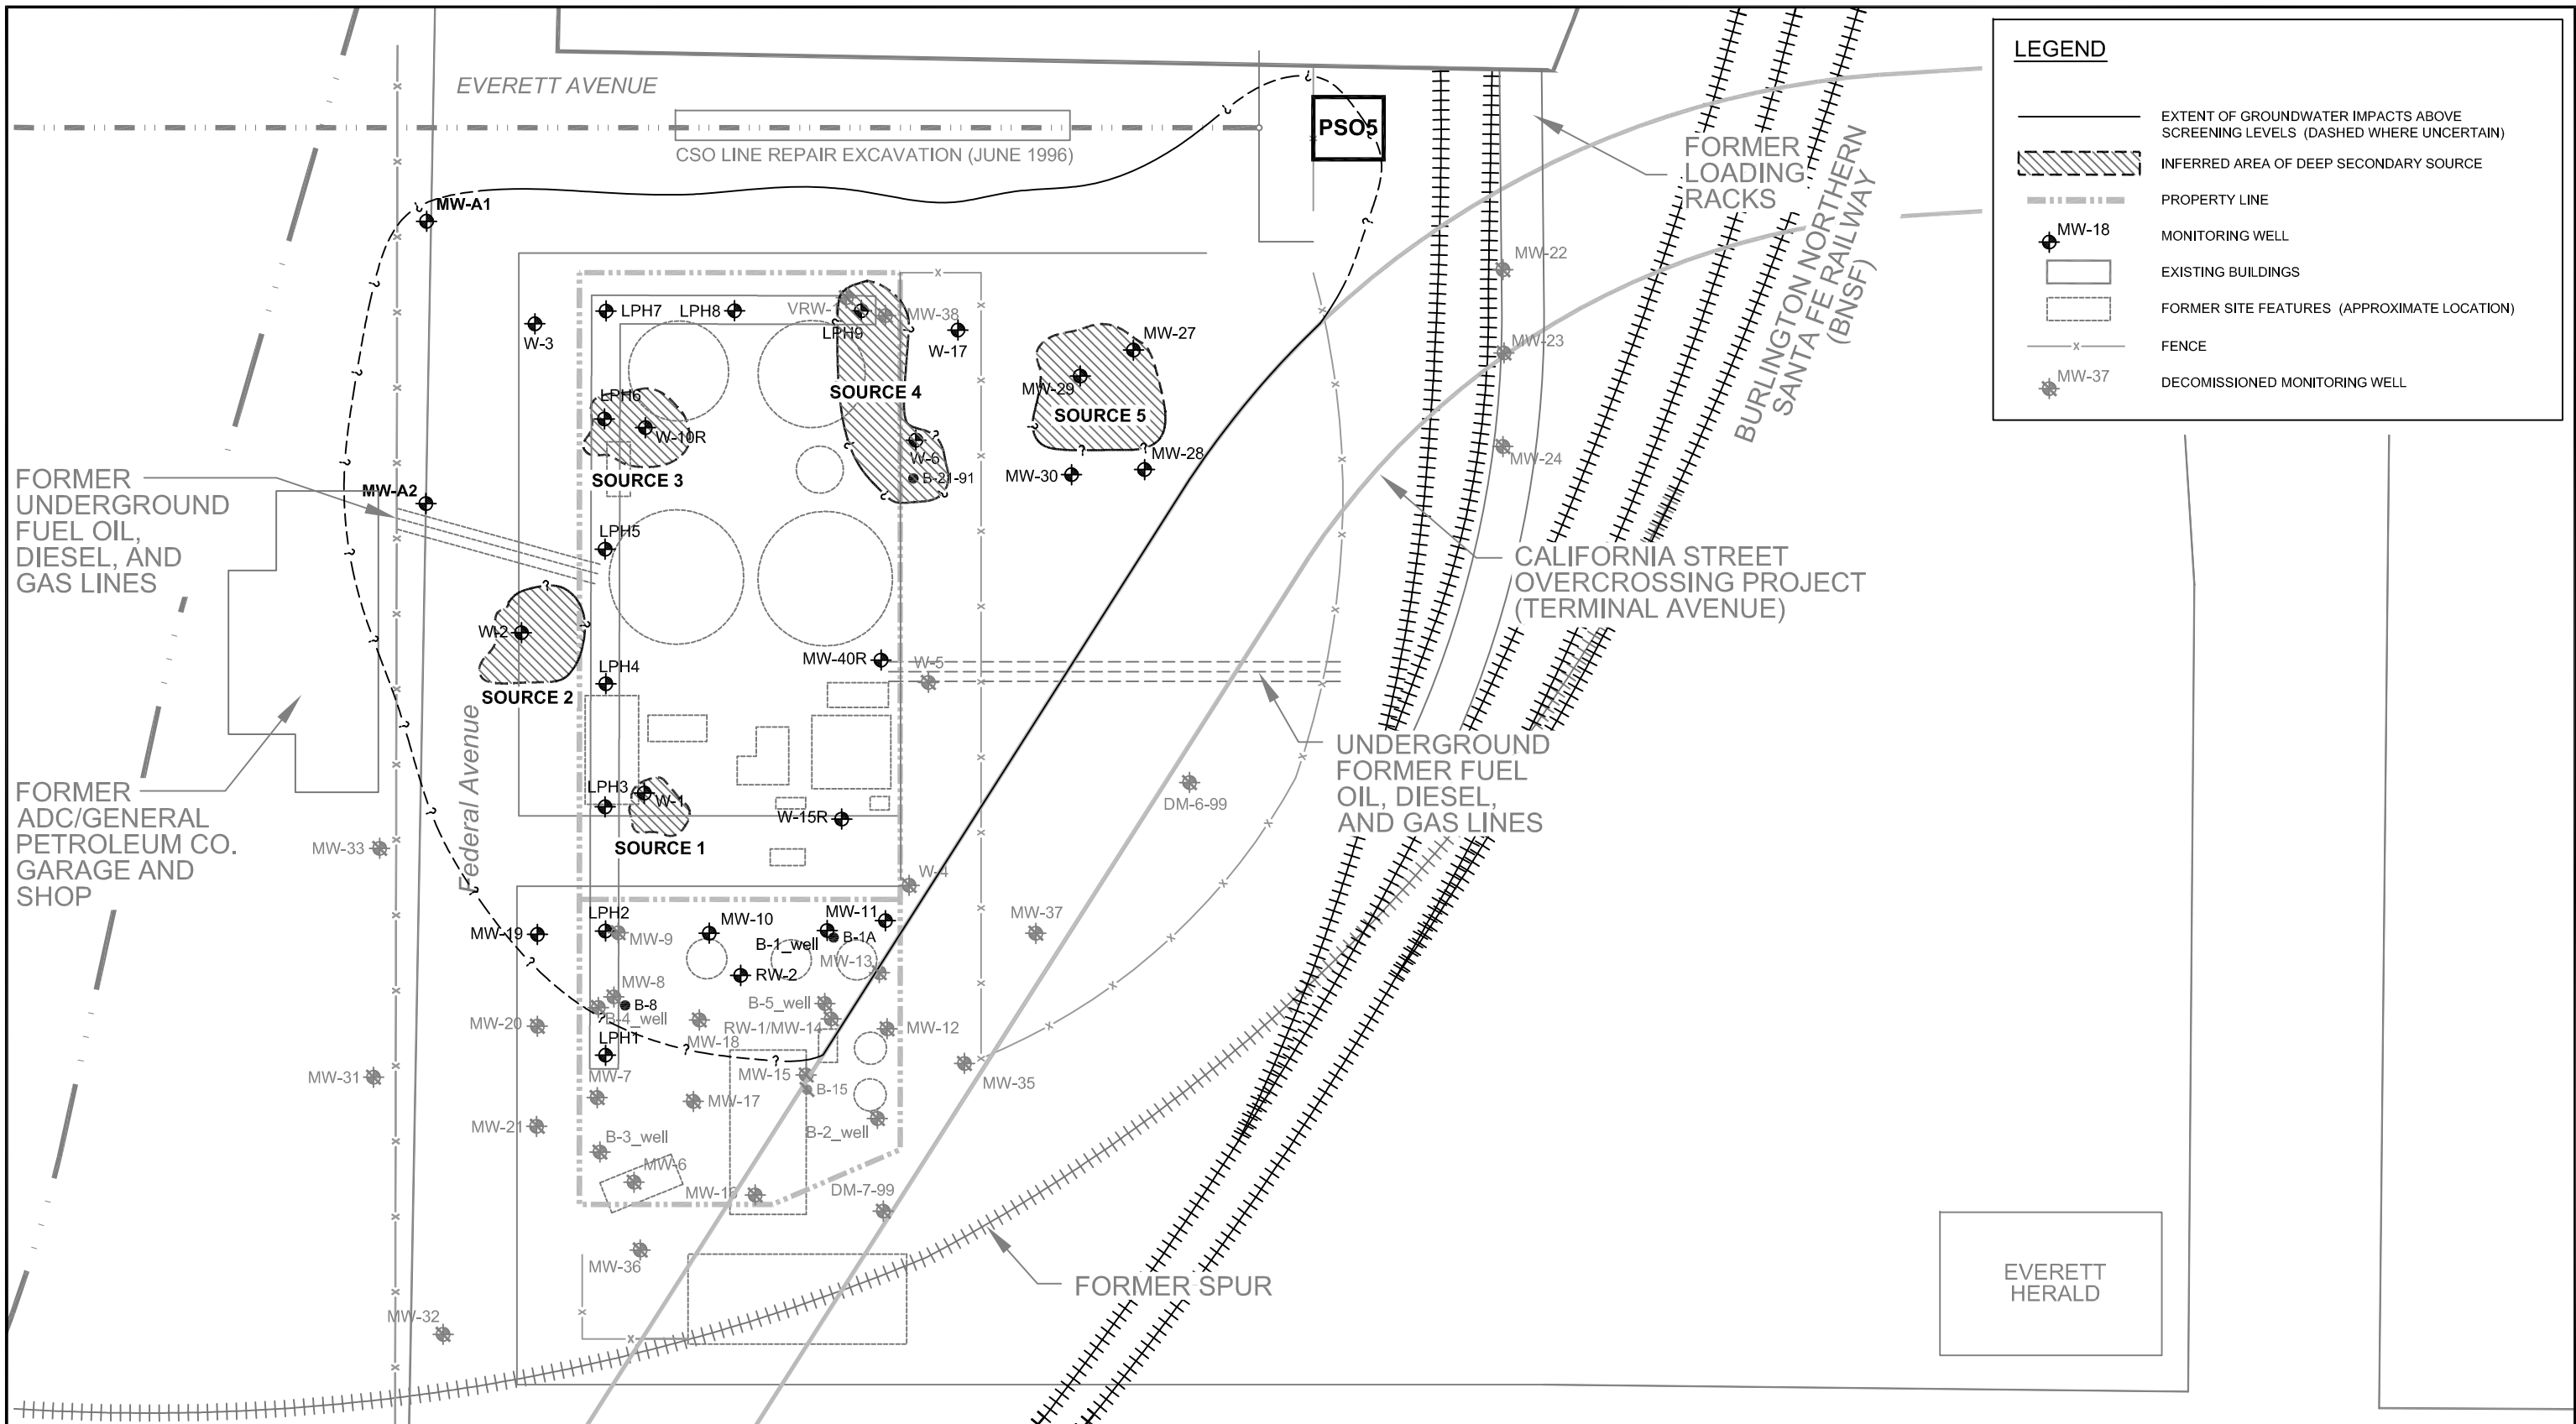 EVERETT AVENUE
CSO LINE REPAIR EXCAVATION (JUNE 1996)
PSO5
LEGEND
EXTENT OF GROUNDWATER IMPACTS ABOVE
SCREENING LEVELS (DASHED WHERE UNCERTAIN)
INFERRED AREA OF DEEP SECONDARY SOURCE
PROPERTY LINE
MW-18
MONITORING WELL
EXISTING BUILDINGS
FORMER SITE FEATURES (APPROXIMATE LOCATION)
FENCE
MW-37
DECOMISSIONED MONITORING WELL
FORMER
LOADING
RACKS
BURLINGTON NORTHERN
SANTA FE RAILWAY
(BNSF)
MW-A1
MW-22
MW-23
MW-24
W-3
LPH7
LPH8
VRW-1
LPH9
MW-38
W-17
MW-27
MW-29
SOURCE 5
MW-28
MW-30
SOURCE 4
W-6
B-21-91
LPH6
W-10R
SOURCE 3
MW-A2
FORMER
UNDERGROUND
FUEL OIL,
DIESEL, AND
GAS LINES
LPH5
CALIFORNIA STREET
OVERCROSSING PROJECT
(TERMINAL AVENUE)
W-2
SOURCE 2
LPH4
MW-40R
W-5
Federal Avenue
UNDERGROUND
FORMER FUEL
OIL, DIESEL,
AND GAS LINES
FORMER
ADC/GENERAL
PETROLEUM CO.
GARAGE AND
SHOP
LPH3
W-1
SOURCE 1
W-15R
DM-6-99
MW-33
W-4
MW-19
LPH2
MW-9
MW-10
MW-11
B-1_well
B-1A
MW-13
RW-2
MW-37
MW-8
B-8
B-4_well
B-5_well
RW-1/MW-14
MW-12
MW-20
MW-18
LPH1
MW-31
MW-7
MW-15
B-15
MW-35
MW-17
MW-21
B-2_well
B-3_well
MW-6
MW-16
DM-7-99
MW-36
FORMER SPUR
MW-32
EVERETT
HERALD